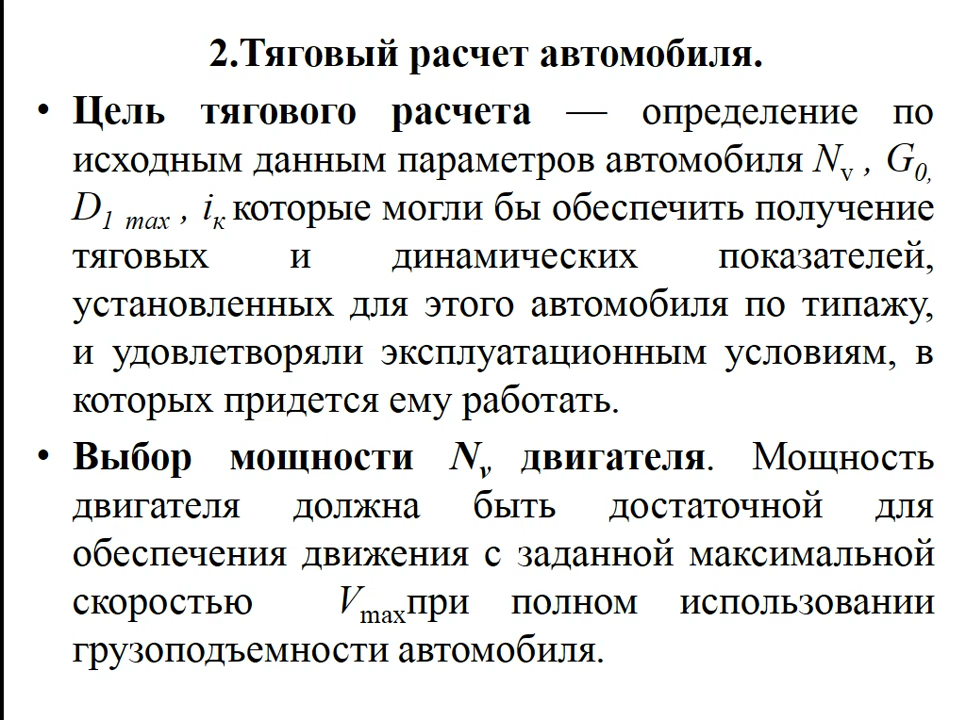 2.Тяговый расчет автомобиля.
• Цель тягового расчета — определение по
исходным данным параметров автомобиля Nv , G0,
D1 max , iк которые могли бы обеспечить получение
тяговых и динамических показателей,
установленных для этого автомобиля по типажу,
и удовлетворяли эксплуатационным условиям, в
которых придется ему работать.
• Выбор мощности Nv двигателя. Мощность
двигателя должна быть достаточной для
обеспечения движения с заданной максимальной
скоростью Vmaxпри полном использовании
грузоподъемности автомобиля.